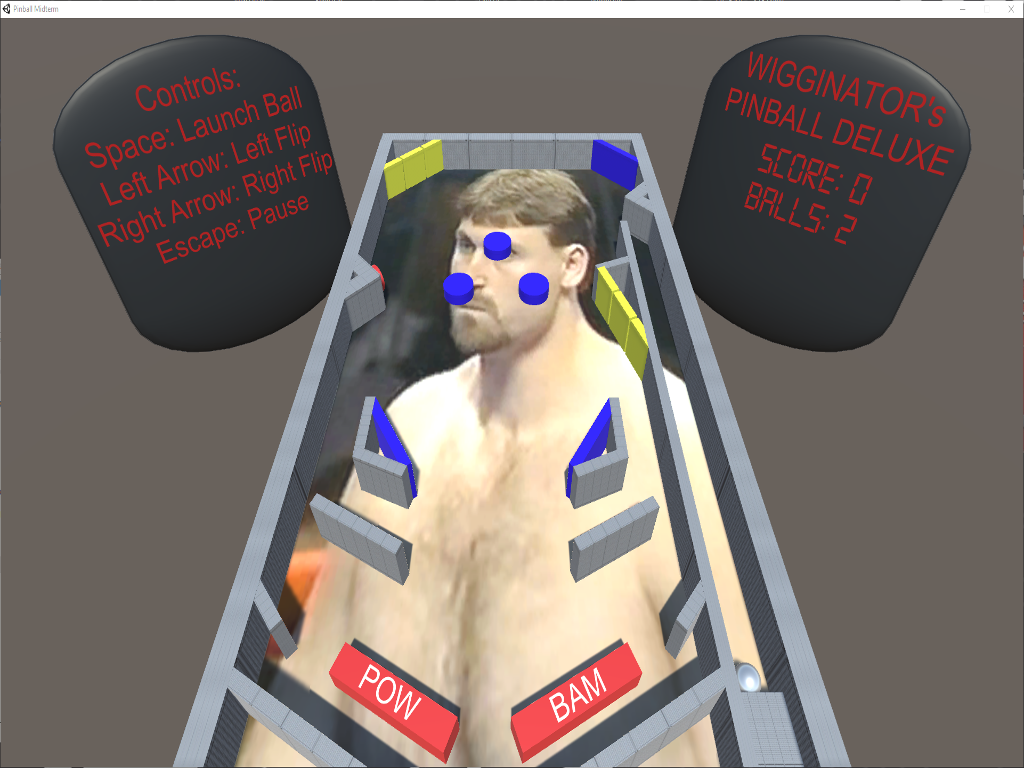 Pinball Midterm
Controls:
Space: Launch Ball
Left Arrow: Left Flip
Right Arrow: Right Flip
Escape: Pause
WIGGINATOR's
PINBALL DELUXE
SCORE: 0
BALLS: 2
POW
BAM